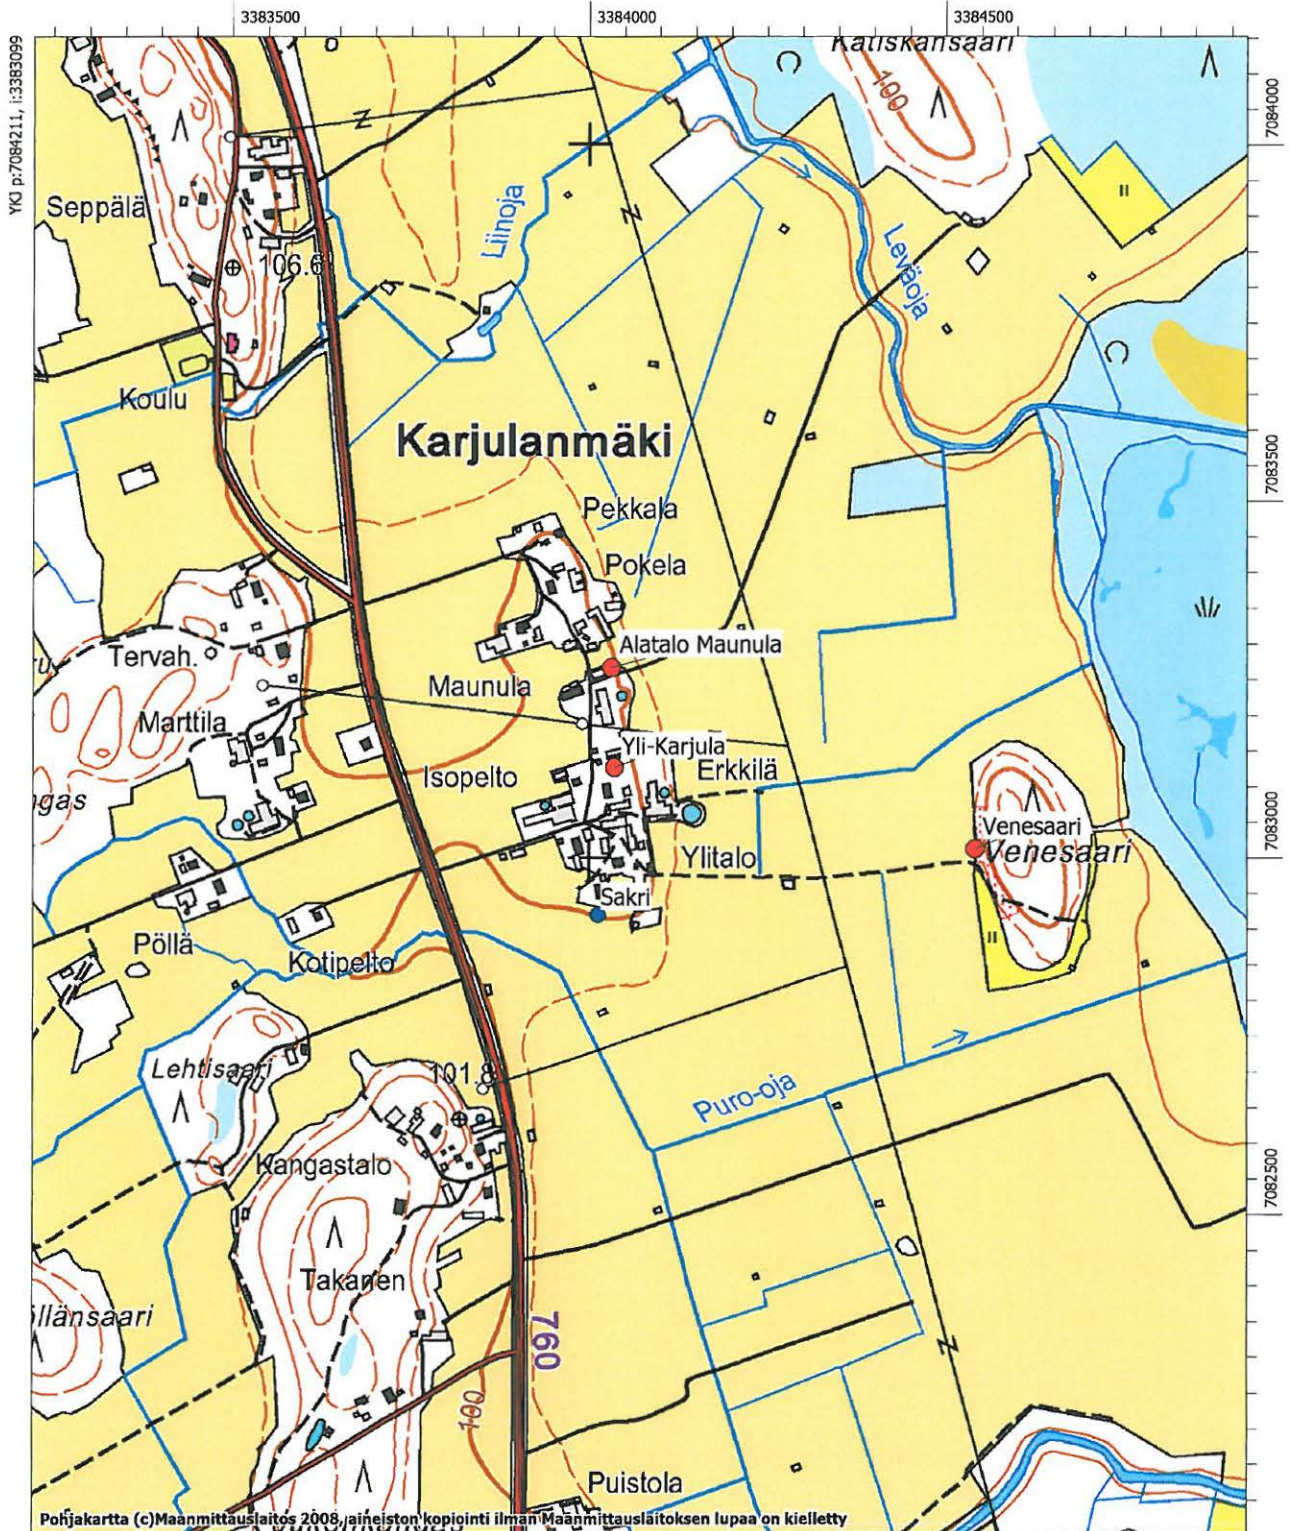 3383500
3384000
3384500
YKJ p:7084211, i:3383099
7084000
7083500
7083000
7082500
Katiskansaari
100
Seppälä
106.6
Liinoja
Leväoja
Koulu
Karjulanmäki
Pekkala
Pokela
Alatalo Maunula
Tervah.
Maunula
Marttila
Yli-Karjula
Isopelto
Erkkilä
Venesaari
Venesaari
Ylitalo
Sakri
Pöllä
Kotipelto
Lehtisaari
101.8
Puro-oja
Kangastalo
Takanen
760
100
Puistola
Pohjakartta (c)Maanmittauslaitos 2008, aineiston kopiointi ilman Maanmittauslaitoksen lupaa on kielletty